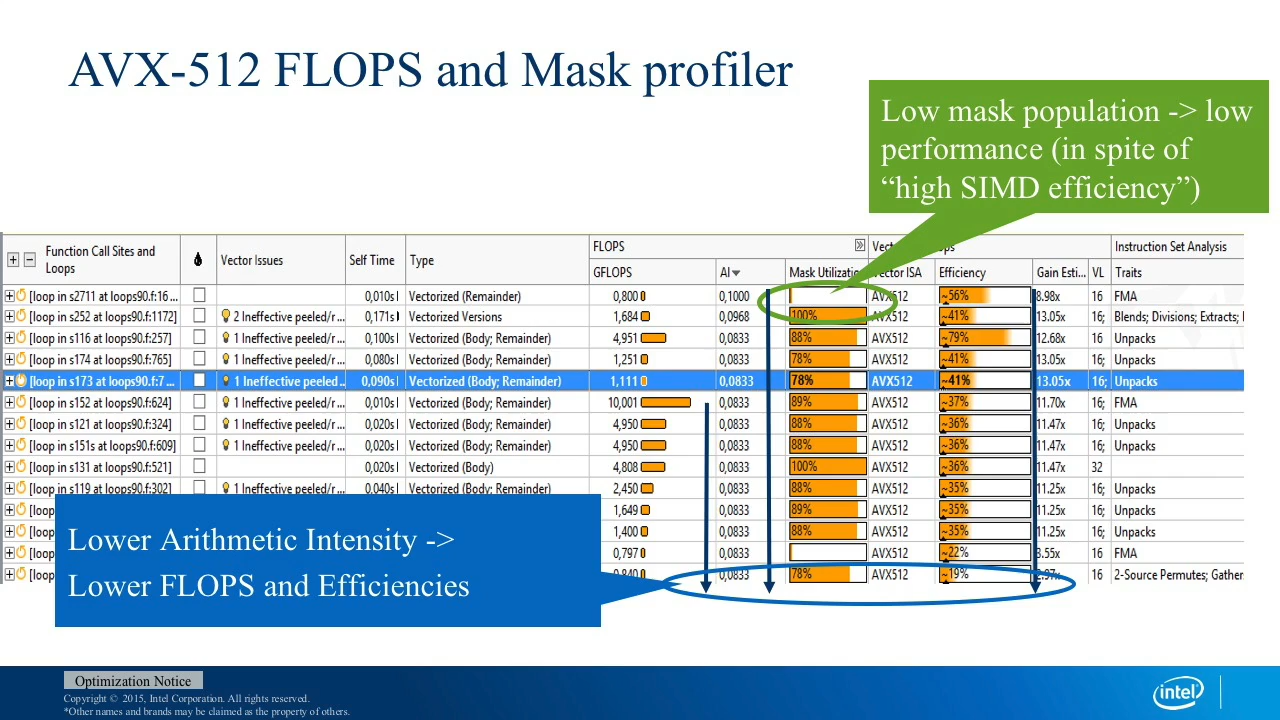 AVX-512 FLOPS and Mask profiler
Low mask population -> low
performance (in spite of
“high SIMD efficiency”)
Function Call Sites and Loops Vector Issues Self Time Type FLOPS Instruction Set Analysis
GFLOPS AI Mask Utilizatio Vector ISA Efficiency Gain Esti... VL Traits
[loop in s2711 at loops90.f:16 ... 0,010s Vectorized (Remainder) 0,800 0,1000 AVX512 ~56% 8.98x 16 FMA
[loop in s252 at loops90.f:1172] 2 Ineffective peeled/r ... 0,171s Vectorized Versions 1,684 0,0968 100% AVX512 ~41% 13.05x 16; Blends; Divisions; Extracts;
[loop in s116 at loops90.f:257] 1 Ineffective peeled/r ... 0,100s Vectorized (Body; Remainder) 4,951 0,0833 88% AVX512 ~79% 12.68x 16 Unpacks
[loop in s174 at loops90.f:765] 1 Ineffective peeled/r ... 0,080s Vectorized (Body; Remainder) 1,251 0,0833 78% AVX512 ~41% 13.05x 16; Unpacks
[loop in s173 at loops90.f:7 ... 1 Ineffective peeled ... 0,090s Vectorized (Body; Remainder) 1,111 0,0833 78% AVX512 ~41% 13.05x 16; Unpacks
[loop in s152 at loops90.f:624] 1 Ineffective peeled/r ... 0,010s Vectorized (Body; Remainder) 10,001 0,0833 89% AVX512 ~37% 11.70x 16; FMA
[loop in s121 at loops90.f:324] 1 Ineffective peeled/r ... 0,020s Vectorized (Body; Remainder) 4,950 0,0833 88% AVX512 ~36% 11.47x 16; Unpacks
[loop in s151s at loops90.f:609] 1 Ineffective peeled/r ... 0,020s Vectorized (Body; Remainder) 4,950 0,0833 88% AVX512 ~36% 11.47x 16; Unpacks
[loop in s131 at loops90.f:521] 0,020s Vectorized (Body) 4,808 0,0833 100% AVX512 ~36% 11.47x 32
[loop in s119 at loops90.f:302] 1 Ineffective peeled/r ... 0,040s Vectorized (Body; Remainder) 2,450 0,0833 88% AVX512 ~35% 11.25x 16; Unpacks
[loop 1,649 0,0833 89% AVX512 ~35% 11.25x 16; Unpacks
[loop 1,400 0,0833 88% AVX512 ~35% 11.25x 16; Unpacks
[loop 0,797 0,0833 AVX512 ~22% 3.55x 16 FMA
[loop 0,840 0,0833 78% AVX512 ~19% 2.97x 16 2-Source Permutes; Gather
Lower Arithmetic Intensity ->
Lower FLOPS and Efficiencies
Optimization Notice
Copyright © 2015, Intel Corporation. All rights reserved.
*Other names and brands may be claimed as the property of others.
intel